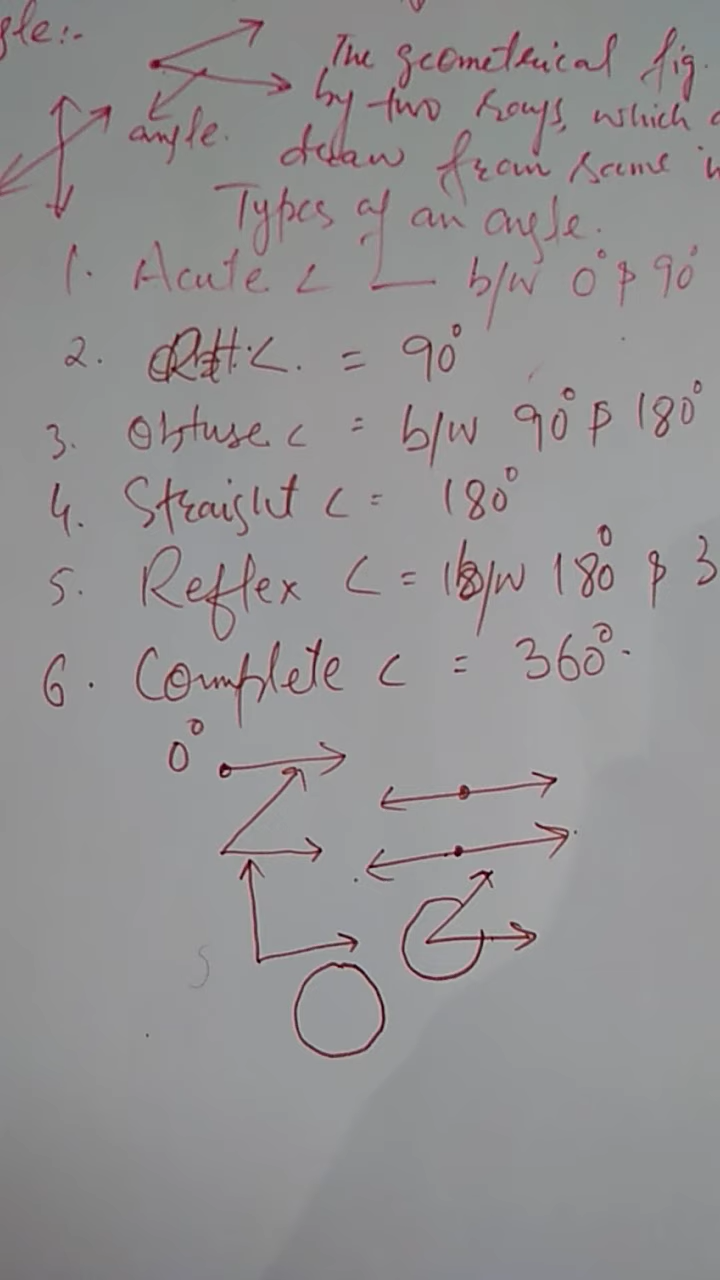 gle:-
The geometrical fig.
by two rays, which
angle. draw from same
Types of an angle.
1. Acute < b/w 0° & 90°
2. Rt. <. = 90°
3. Obtuse < = b/w 90° & 180°
4. Straight < = 180°
5. Reflex < = b/w 180° & 3
6. Complete < = 360°.
0°